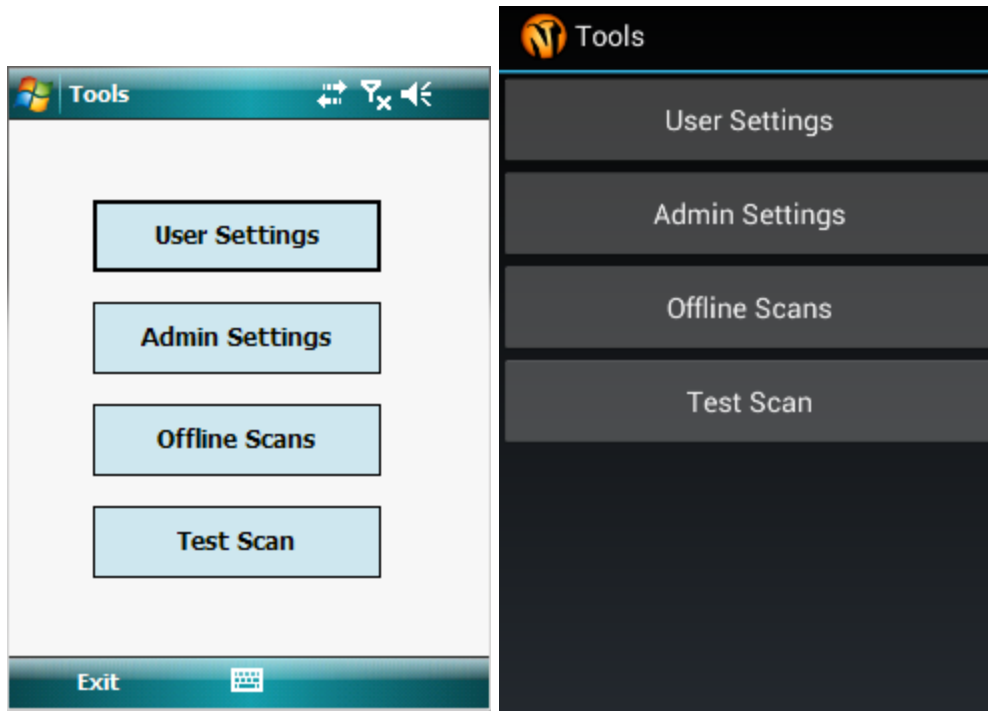 Tools
User Settings
Admin Settings
Offline Scans
Test Scan
Exit
Tools
User Settings
Admin Settings
Offline Scans
Test Scan